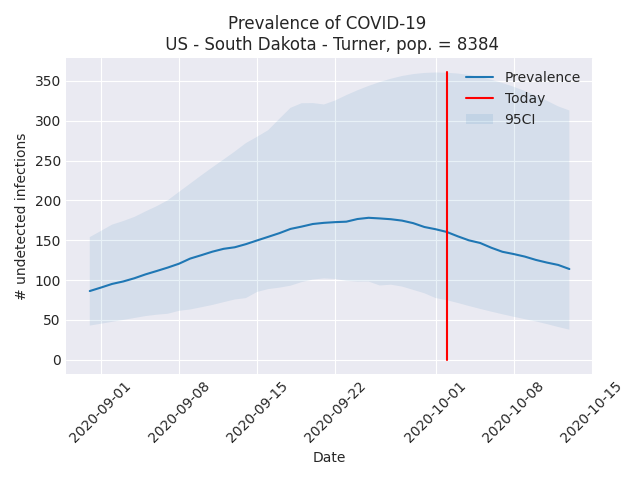 Prevalence of COVID-19
US - South Dakota - Turner, pop. = 8384
Prevalence
Today
95CI
# undetected infections
350
300
250
200
150
100
50
0
2020-09-01
2020-09-08
2020-09-15
2020-09-22
2020-10-01
2020-10-08
2020-10-15
Date